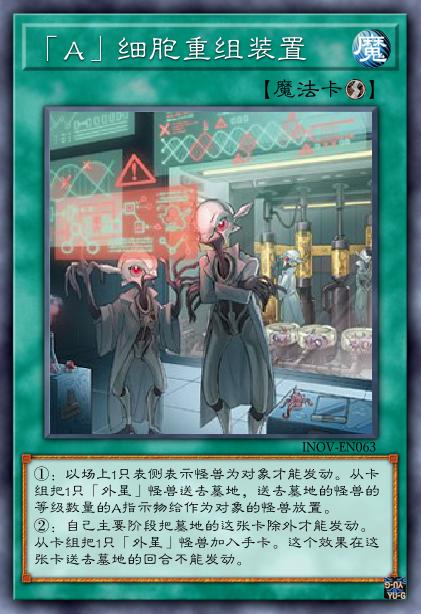 「A」细胞重组装置
魔
【魔法卡】
INOV-EN063
①：以场上1只表侧表示怪兽为对象才能发动。从卡
组把1只「外星」怪兽送去墓地，送去墓地的怪兽的
等级数量的A指示物给作为对象的怪兽放置。
②：自己主要阶段把墓地的这张卡除外才能发动。
从卡组把1只「外星」怪兽加入手卡。这个效果在这
张卡送去墓地的回合不能发动。